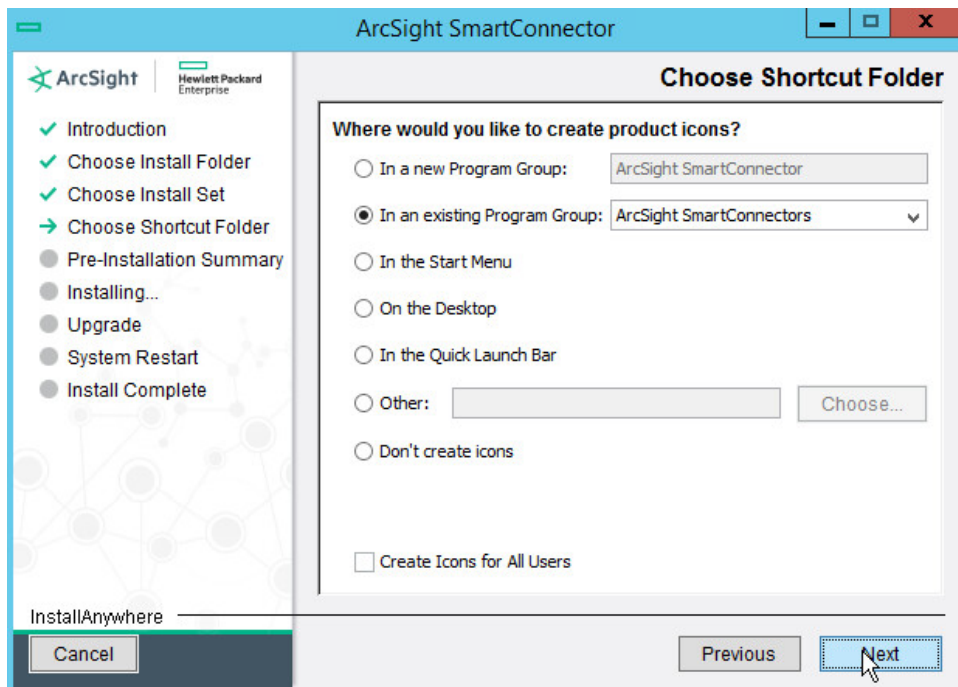 ArcSight SmartConnector
X
ArcSight
Hewlett Packard
Enterprise
Choose Shortcut Folder
Introduction
Choose Install Folder
Choose Install Set
Choose Shortcut Folder
Pre-Installation Summary
Installing...
Upgrade
System Restart
Install Complete
Where would you like to create product icons?
In a new Program Group: ArcSight SmartConnector
In an existing Program Group: ArcSight SmartConnectors
In the Start Menu
On the Desktop
In the Quick Launch Bar
Other: Choose...
Don't create icons
Create Icons for All Users
InstallAnywhere
Cancel Previous Next